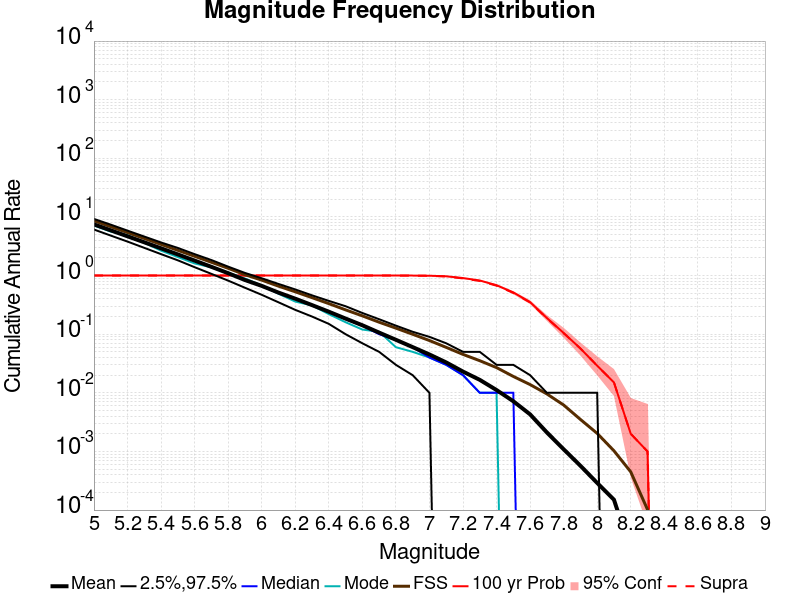 Magnitude Frequency Distribution
10^4
10^3
10^2
10^1
10^0
10^-1
10^-2
10^-3
10^-4
Cumulative Annual Rate
5 5.2 5.4 5.6 5.8 6 6.2 6.4 6.6 6.8 7 7.2 7.4 7.6 7.8 8 8.2 8.4 8.6 8.8 9
Magnitude
Mean 2.5%,97.5% Median Mode FSS 100 yr Prob 95% Conf Supra